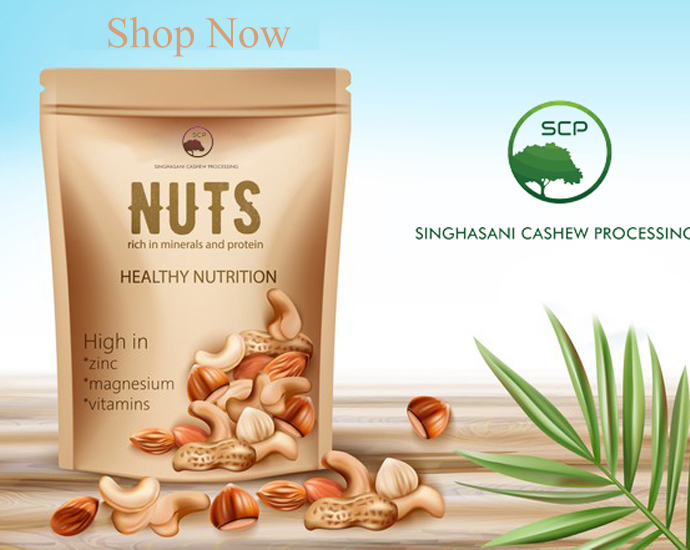 Shop Now
SCP
SINGHASANI CASHEW PROCESSING
NUTS
rich in minerals and protein
HEALTHY NUTRITION
High in
*zinc
*magnesium
*vitamins
SCP
SINGHASANI CASHEW PROCESSING